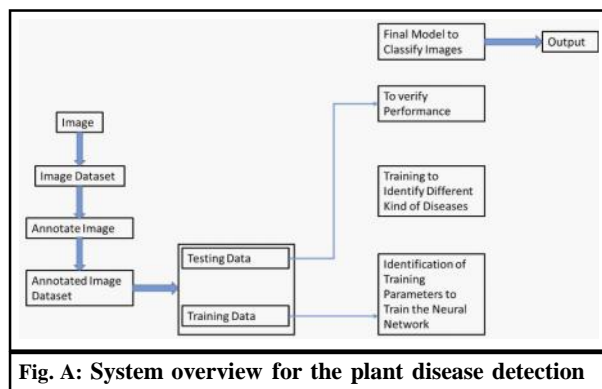 Final Model to
Classify Images
Output
To verify
Performance
Image
Image Dataset
Training to
Identify Different
Kind of Diseases
Annotate Image
Annotated Image
Dataset
Testing Data
Training Data
Identification of
Training
Parameters to
Train the Neural
Network
Fig. A: System overview for the plant disease detection